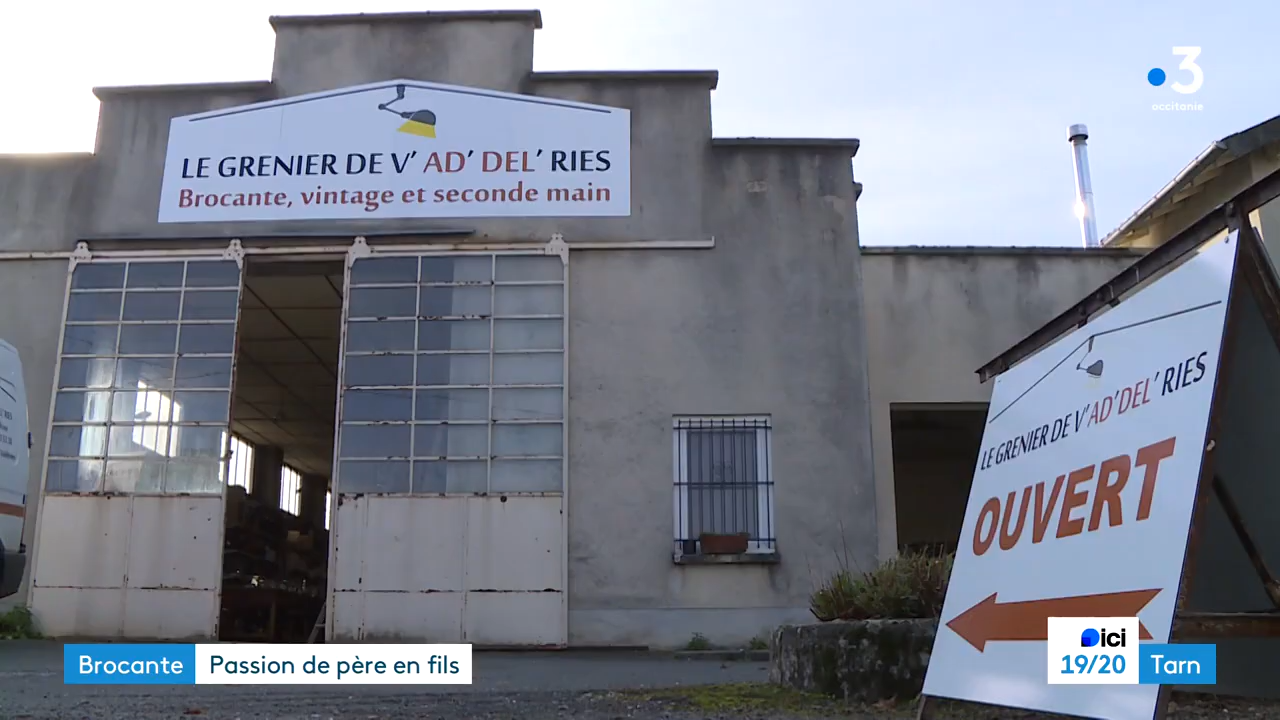 3
occitanie
LE GRENIER DE V' AD' DEL' RIES
Brocante, vintage et seconde main
LE GRENIER DE V' AD' DEL' RIES
OUVERT
ici
19/20 Tarn
Brocante Passion de père en fils